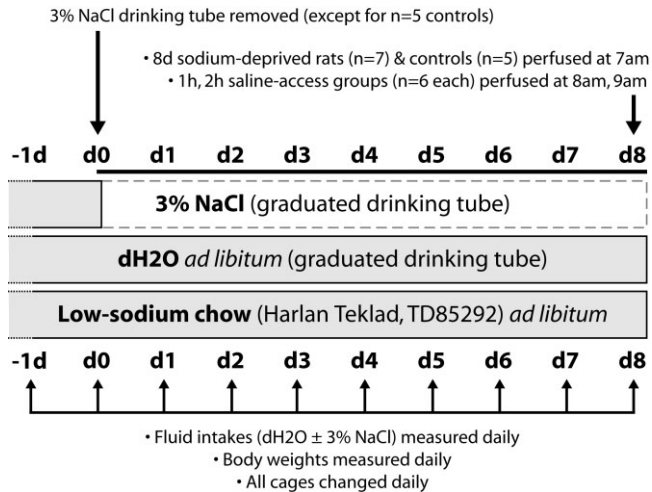 3% NaCl drinking tube removed (except for n=5 controls)
• 8d sodium-deprived rats (n=7) & controls (n=5) perfused at 7am
• 1h, 2h saline-access groups (n=6 each) perfused at 8am, 9am
-1d d0 d1 d2 d3 d4 d5 d6 d7 d8
3% NaCl (graduated drinking tube)
dH2O ad libitum (graduated drinking tube)
Low-sodium chow (Harlan Teklad, TD85292) ad libitum
-1d d0 d1 d2 d3 d4 d5 d6 d7 d8
• Fluid intakes (dH2O ± 3% NaCl) measured daily
• Body weights measured daily
• All cages changed daily